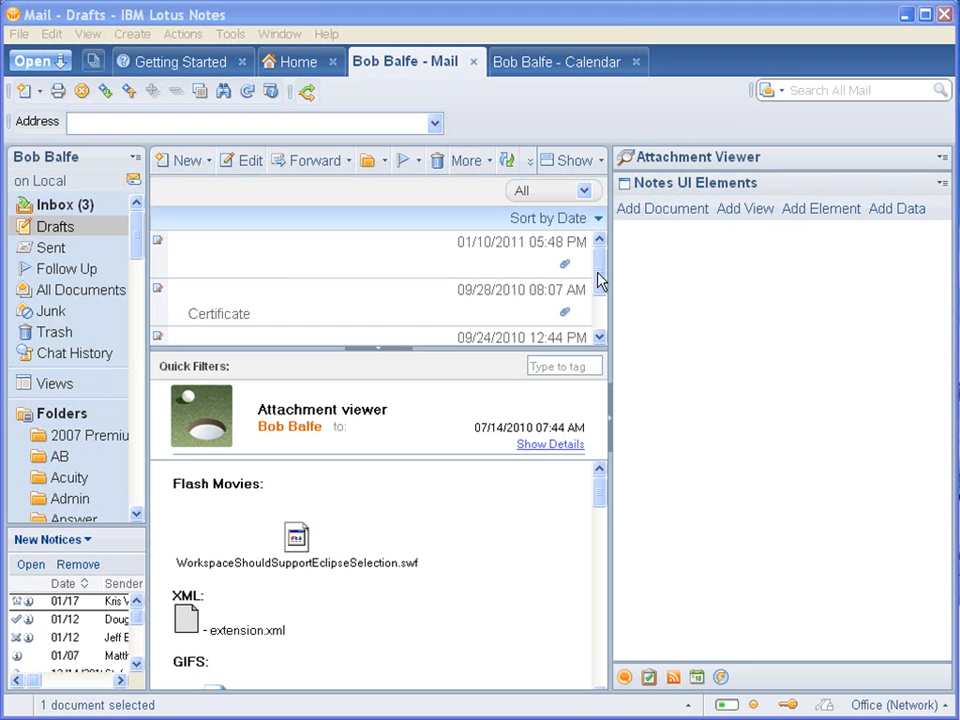 Mail - Drafts - IBM Lotus Notes
File Edit View Create Actions Tools Window Help
Open Getting Started Home Bob Balfe - Mail Bob Balfe - Calendar
Search All Mail
Address
Bob Balfe
on Local
Inbox (3)
Drafts
Sent
Follow Up
All Documents
Junk
Trash
Chat History
Views
Folders
2007 Premiu
AB
Acuity
Admin
Answer
New Notices
Open Remove
Date Sender
01/17 Kris
01/12 Doug
01/12 Jeff
01/07 Matth
New Edit Forward More Show
All
Sort by Date
01/10/2011 05:48 PM
09/28/2010 08:07 AM
Certificate
09/24/2010 12:44 PM
Quick Filters: Type to tag
Attachment viewer
Bob Balfe to: 07/14/2010 07:44 AM
Show Details
Flash Movies:
WorkspaceShouldSupportEclipseSelection.swf
XML:
- extension.xml
GIFS:
Attachment Viewer
Notes UI Elements
Add Document Add View Add Element Add Data
1 document selected
Office (Network)